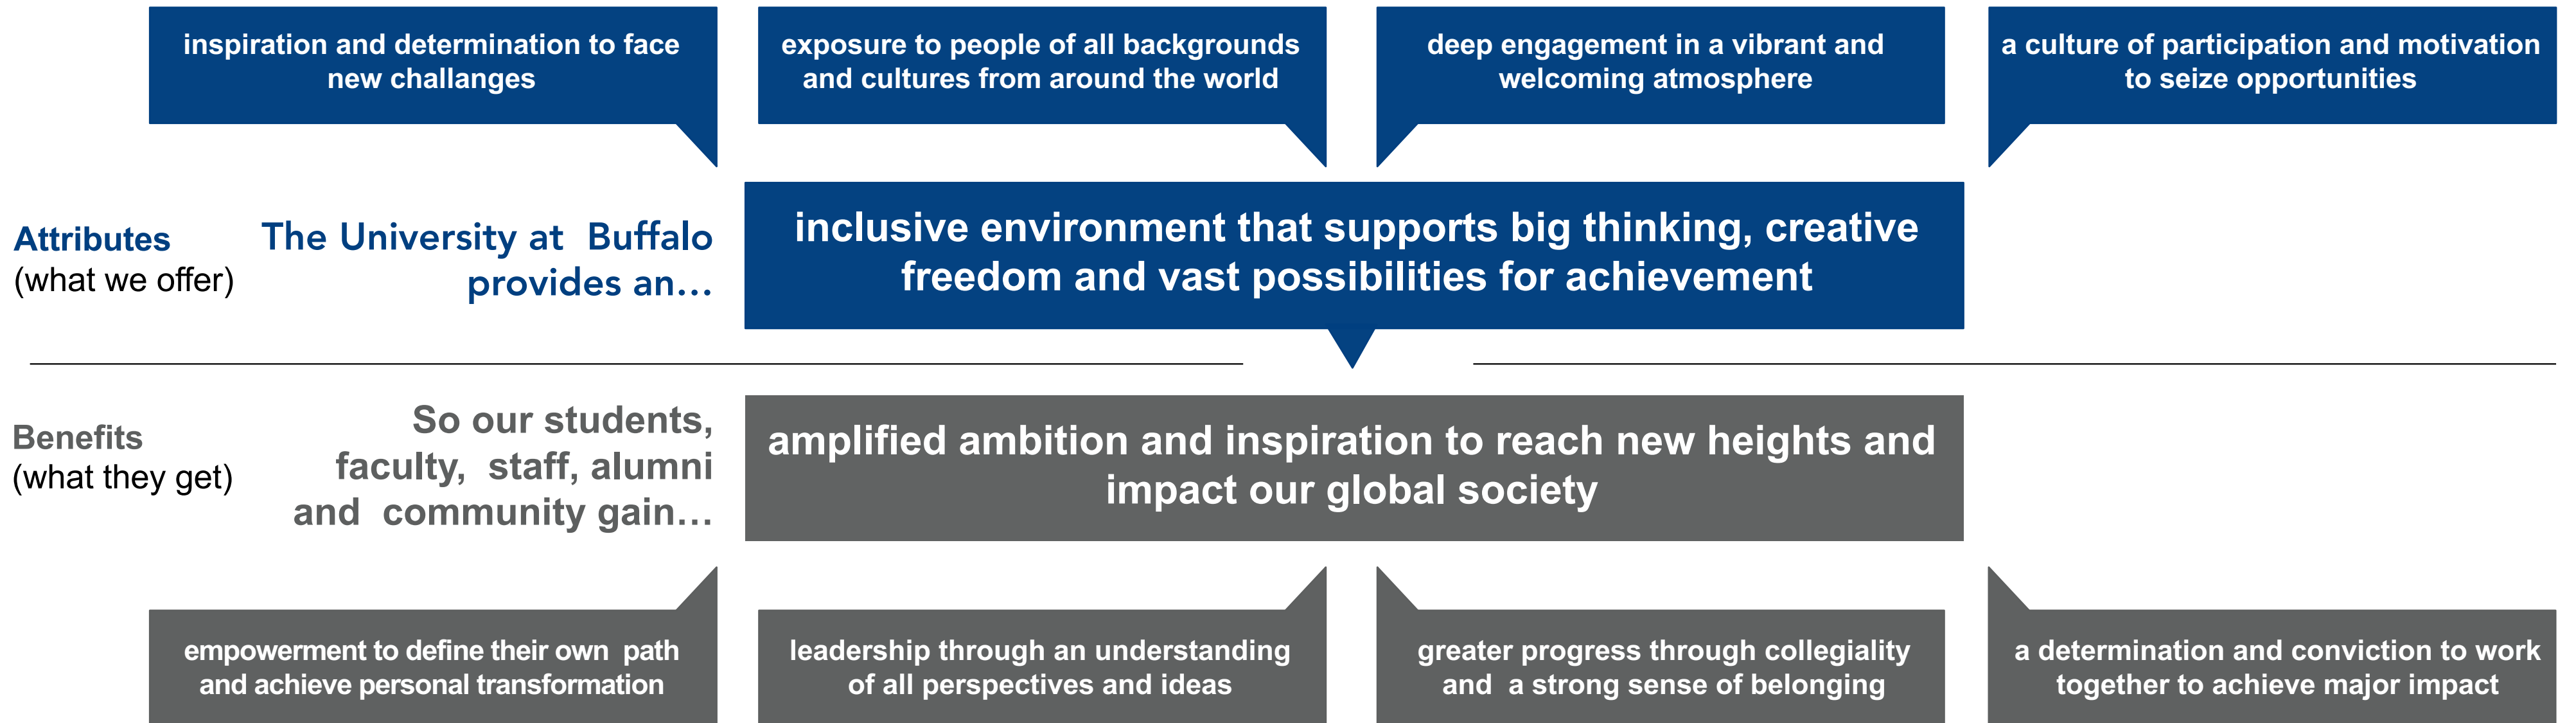 inspiration and determination to face
new challanges
exposure to people of all backgrounds
and cultures from around the world
deep engagement in a vibrant and
welcoming atmosphere
a culture of participation and motivation
to seize opportunities
Attributes
(what we offer)
The University at Buffalo
provides an…
inclusive environment that supports big thinking, creative
freedom and vast possibilities for achievement
Benefits
(what they get)
So our students,
faculty, staff, alumni
and community gain…
amplified ambition and inspiration to reach new heights and
impact our global society
empowerment to define their own path
and achieve personal transformation
leadership through an understanding
of all perspectives and ideas
greater progress through collegiality
and a strong sense of belonging
a determination and conviction to work
together to achieve major impact